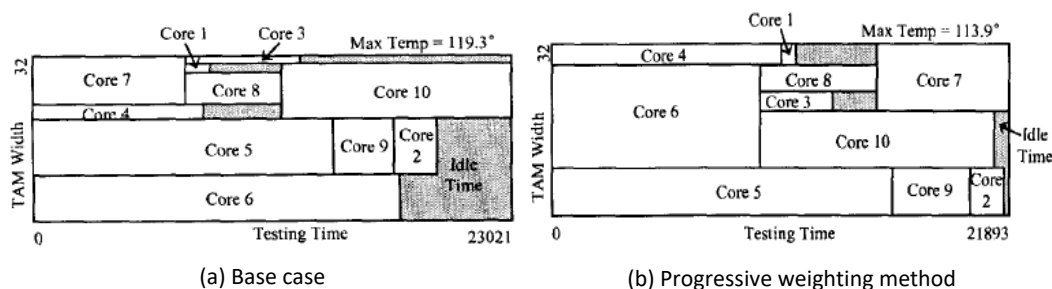 (a)
Core 1
Core 3
Max Temp = 119.3°
32
TAM Width
Core 7
Core 8
Core 10
Core 4
Core 5
Core 9
Core 2
Core 6
Idle Time
0
Testing Time
23021
(a) Base case
(b)
Core 1
Max Temp = 113.9°
32
TAM Width
Core 4
Core 8
Core 7
Core 6
Core 3
Core 10
Idle
Time
Core 5
Core 9
Core 2
0
Testing Time
21893
(b) Progressive weighting method